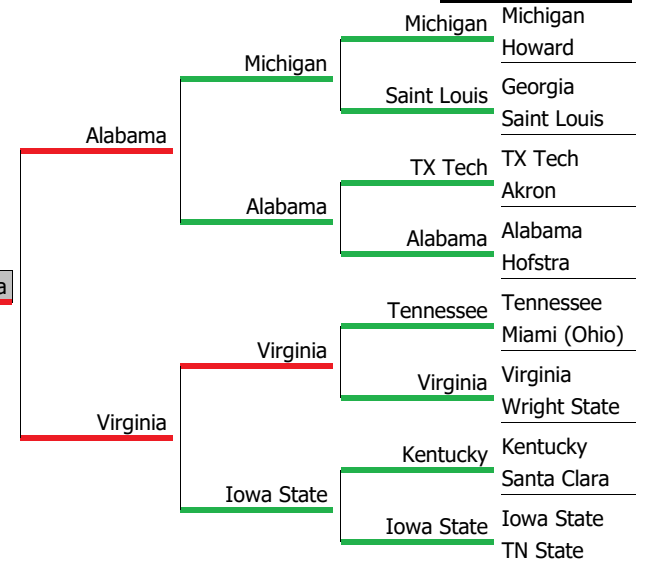 Michigan
Howard
Michigan
Michigan
Georgia
Saint Louis
Saint Louis
Alabama
TX Tech
Akron
TX Tech
Alabama
Alabama
Hofstra
Alabama
a
Tennessee
Miami (Ohio)
Tennessee
Virginia
Virginia
Wright State
Virginia
Virginia
Kentucky
Santa Clara
Kentucky
Iowa State
Iowa State
TN State
Iowa State